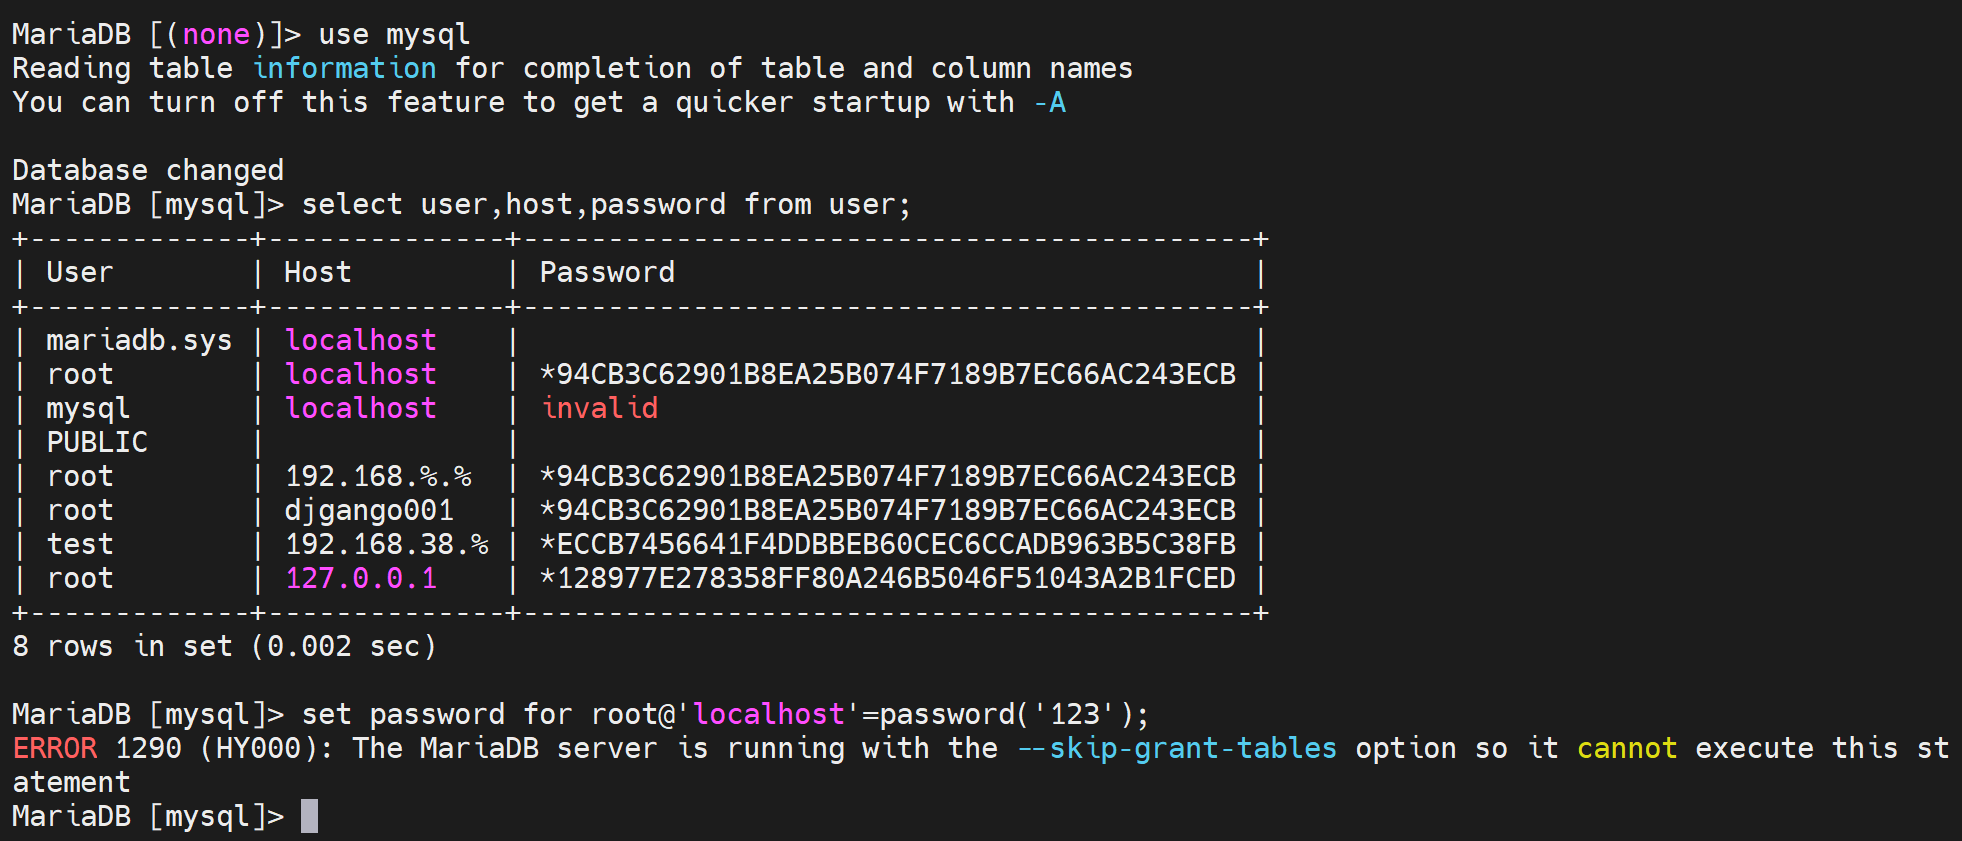 MariaDB [(none)]> use mysql
Reading table information for completion of table and column names
You can turn off this feature to get a quicker startup with -A

Database changed
MariaDB [mysql]> select user,host,password from user;
+-------------+--------------+-------------------------------------------+
| User        | Host         | Password                                  |
+-------------+--------------+-------------------------------------------+
| mariadb.sys | localhost    |                                           |
| root        | localhost    | *94CB3C62901B8EA25B074F7189B7EC66AC243ECB |
| mysql       | localhost    | invalid                                   |
| PUBLIC      |              |                                           |
| root        | 192.168.%.%  | *94CB3C62901B8EA25B074F7189B7EC66AC243ECB |
| root        | djgango001   | *94CB3C62901B8EA25B074F7189B7EC66AC243ECB |
| test        | 192.168.38.% | *ECCB7456641F4DDBBEB60CEC6CCADB963B5C38FB |
| root        | 127.0.0.1    | *128977E278358FF80A246B5046F51043A2B1FCED |
+-------------+--------------+-------------------------------------------+
8 rows in set (0.002 sec)

MariaDB [mysql]> set password for root@'localhost'=password('123');
ERROR 1290 (HY000): The MariaDB server is running with the --skip-grant-tables option so it cannot execute this st
atement
MariaDB [mysql]>